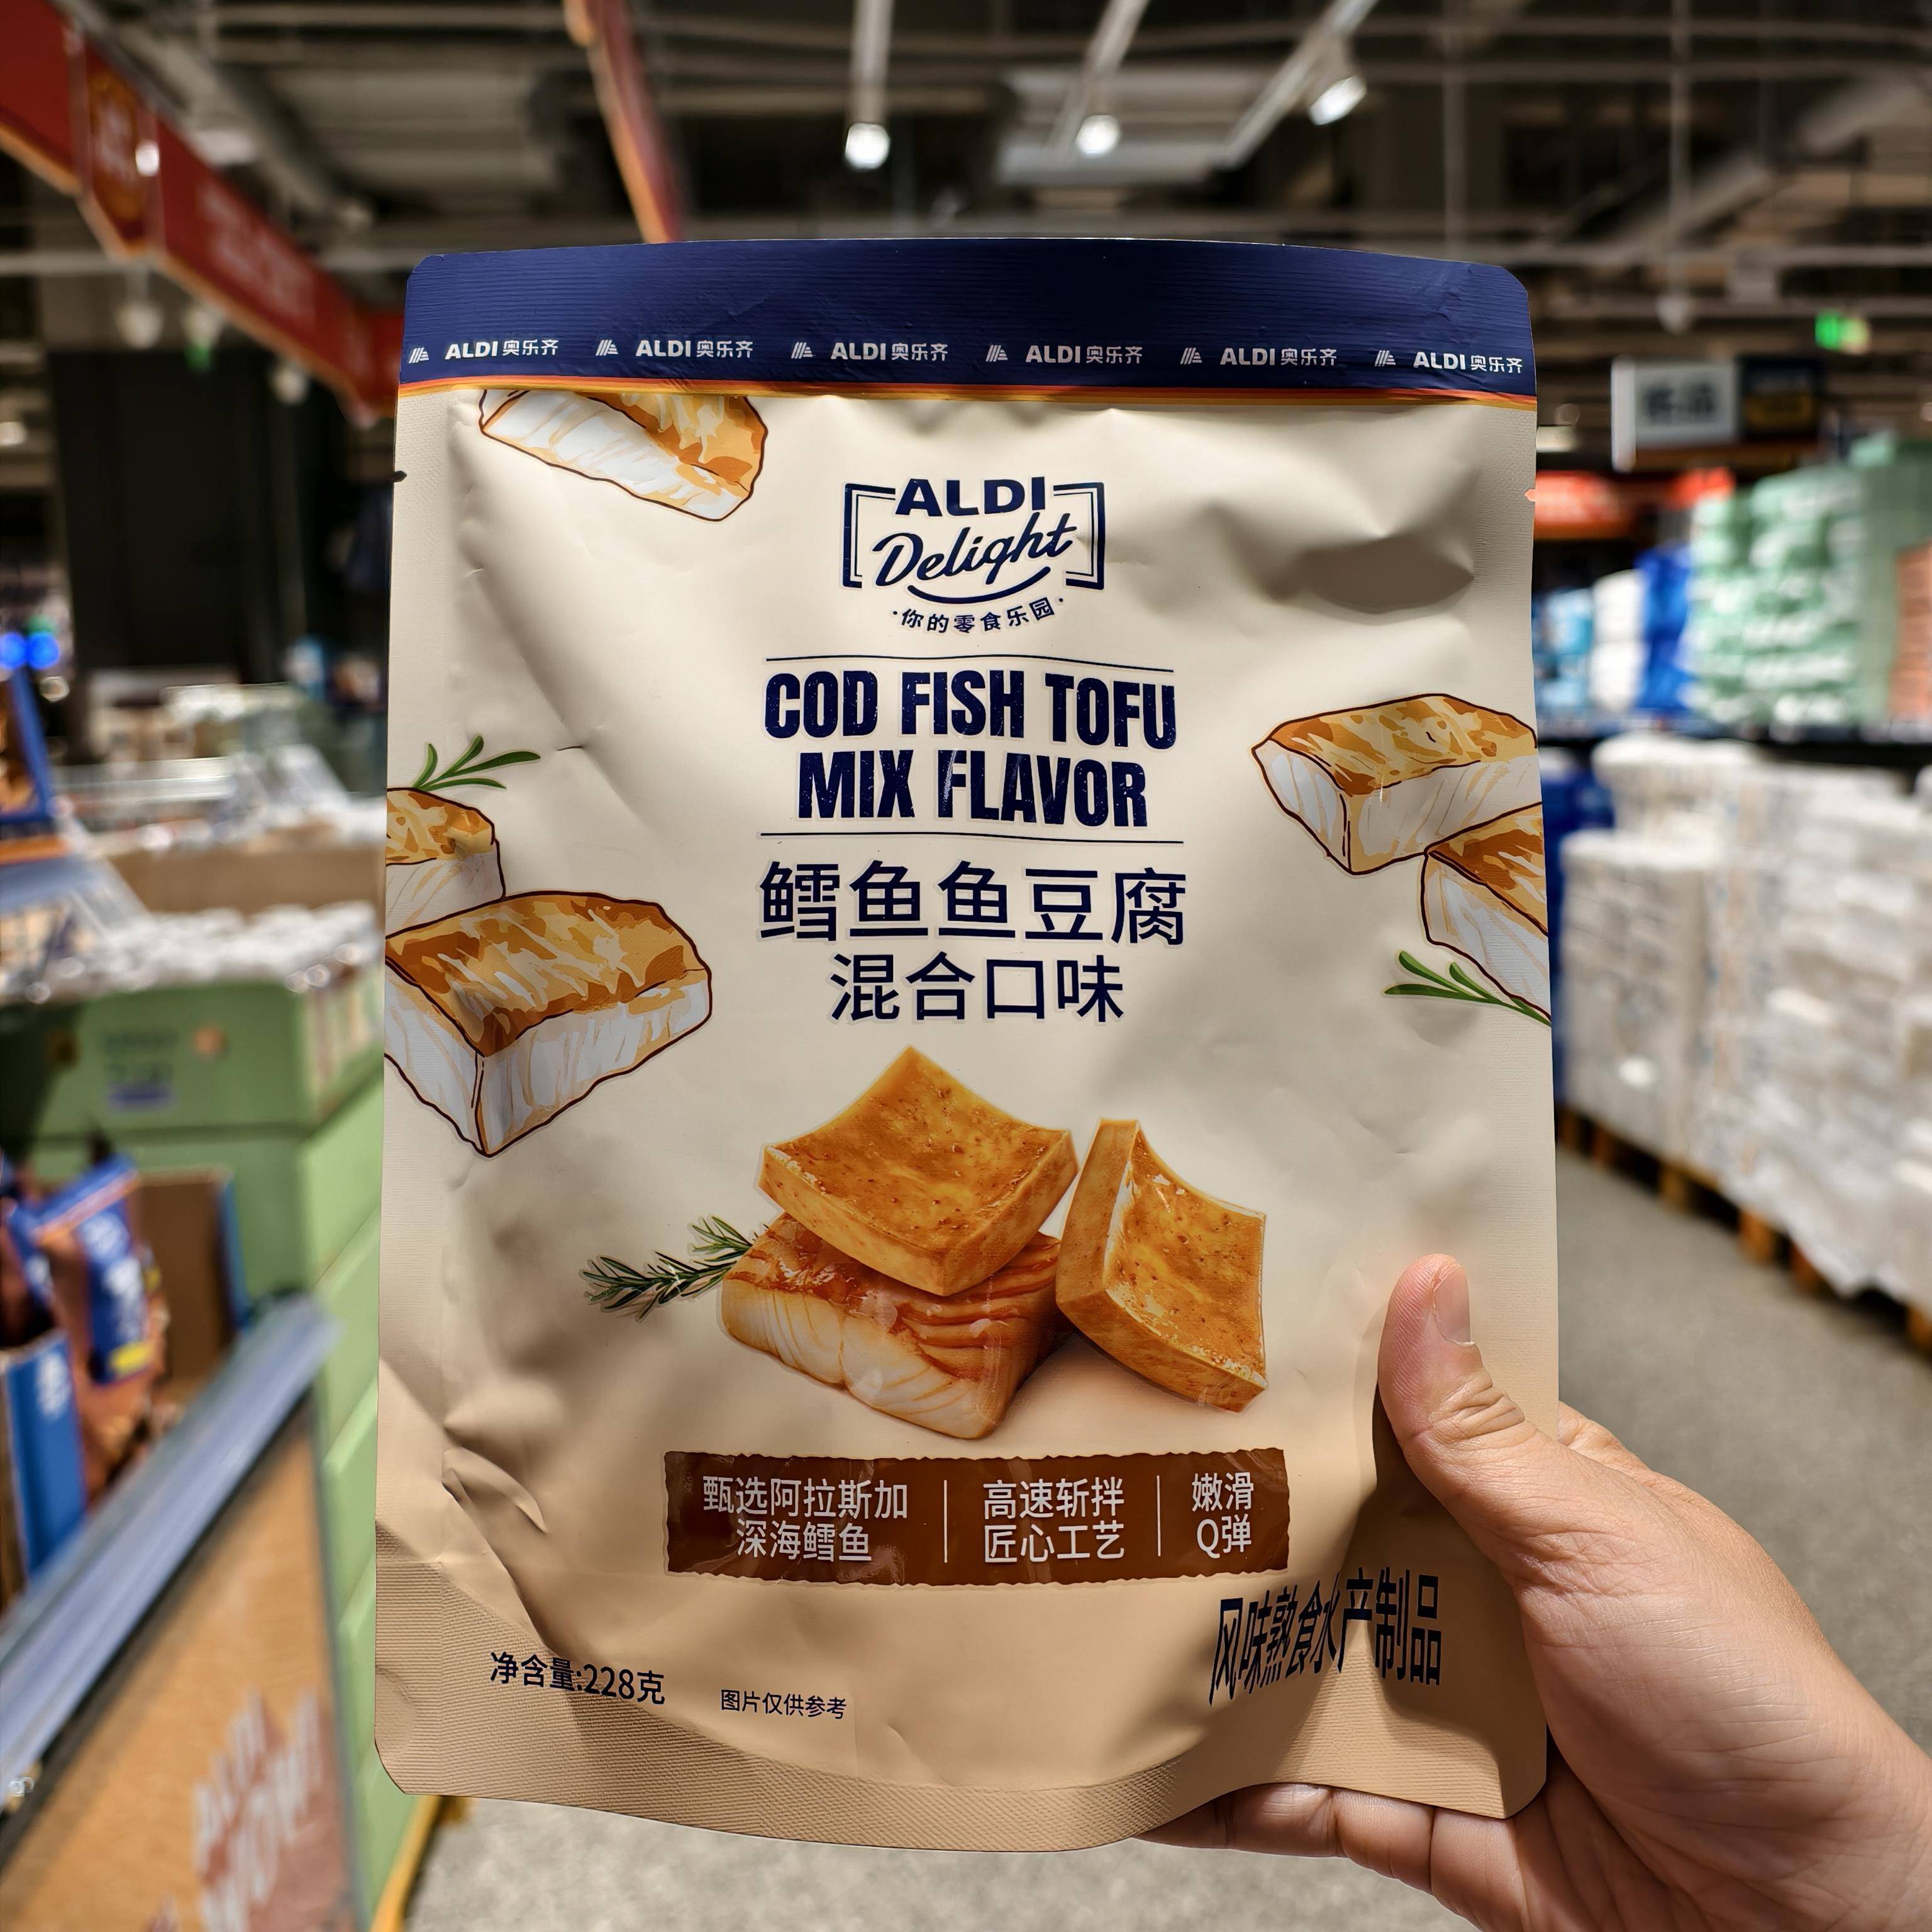 ALDI奥乐齐 ALDI奥乐齐 ALDI奥乐齐 ALDI奥乐齐 ALDI奥乐齐 ALDI奥乐齐
ALDI
Delight
·你的零食乐园·
COD FISH TOFU
MIX FLAVOR
鳕鱼鱼豆腐
混合口味
甄选阿拉斯加
深海鳕鱼
高速斩拌
匠心工艺
嫩滑
Q弹
风味熟食水产制品
净含量:228克
图片仅供参考